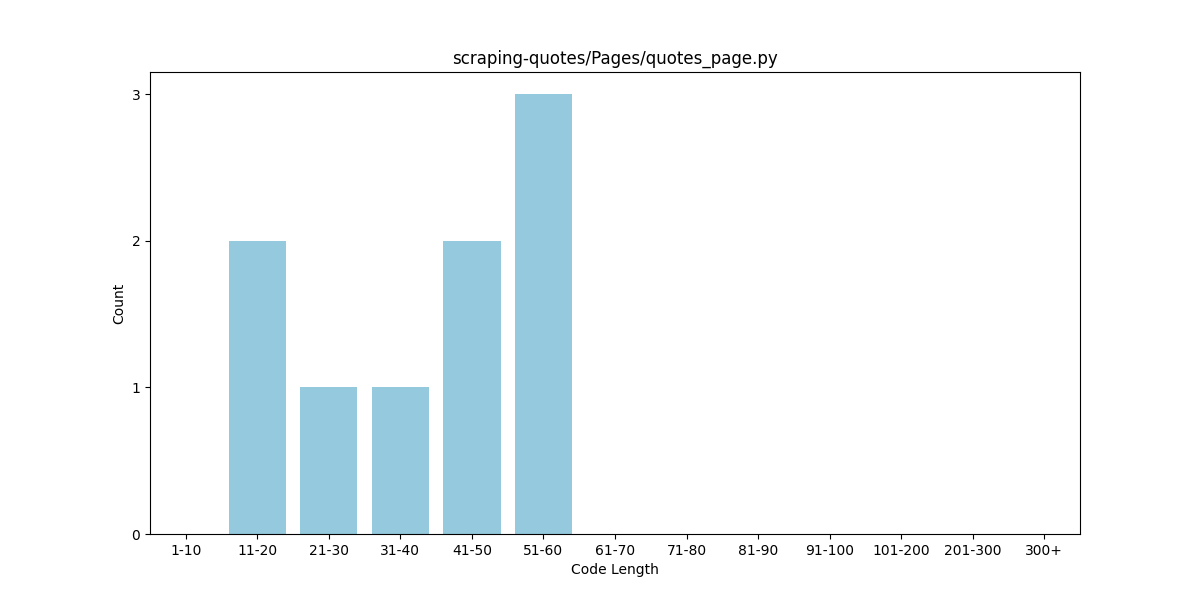 scraping-quotes/Pages/quotes_page.py
3
2
1
0
Count
1-10 11-20 21-30 31-40 41-50 51-60 61-70 71-80 81-90 91-100 101-200 201-300 300+
Code Length